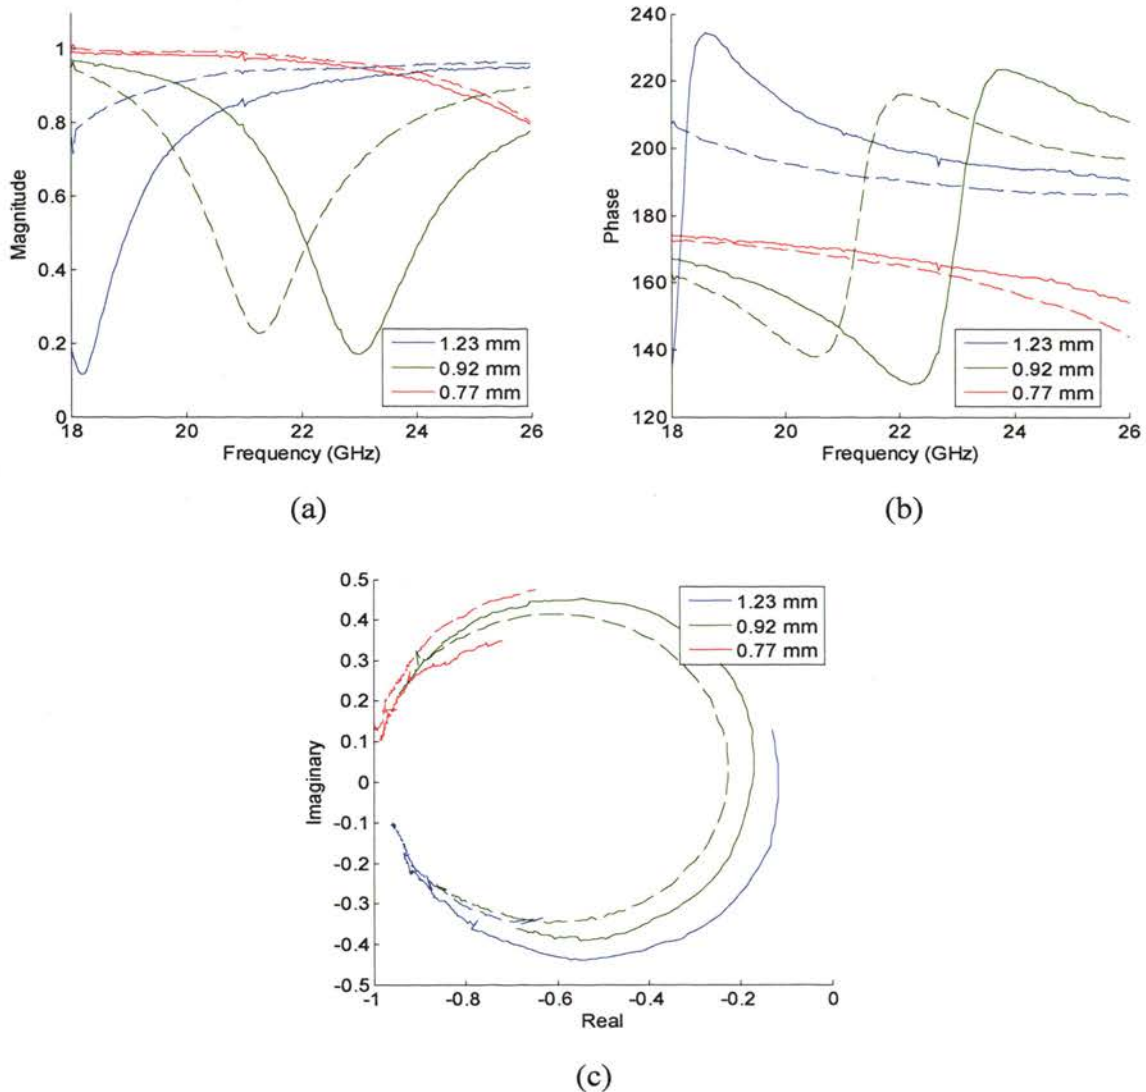 Magnitude
1
0.8
0.6
0.4
0.2
0
18 20 22 24 26
Frequency (GHz)
1.23 mm
0.92 mm
0.77 mm
(a)
Phase
240
220
200
180
160
140
120
18 20 22 24 26
Frequency (GHz)
1.23 mm
0.92 mm
0.77 mm
(b)
Imaginary
0.5
0.4
0.3
0.2
0.1
0
-0.1
-0.2
-0.3
-0.4
-0.5
-1 -0.8 -0.6 -0.4 -0.2 0
Real
1.23 mm
0.92 mm
0.77 mm
(c)